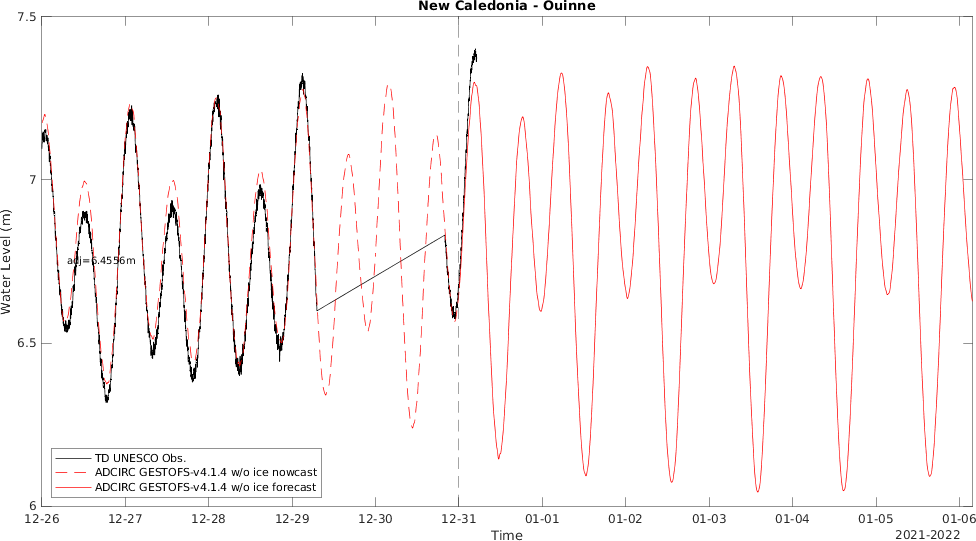 New Caledonia - Ouinne
7.5
7
6.5
6
Water Level (m)
adj=6.4556m
TD UNESCO Obs.
ADCIRC GESTOFS-v4.1.4 w/o ice nowcast
ADCIRC GESTOFS-v4.1.4 w/o ice forecast
12-26 12-27 12-28 12-29 12-30 12-31 01-01 01-02 01-03 01-04 01-05 01-06
Time
2021-2022